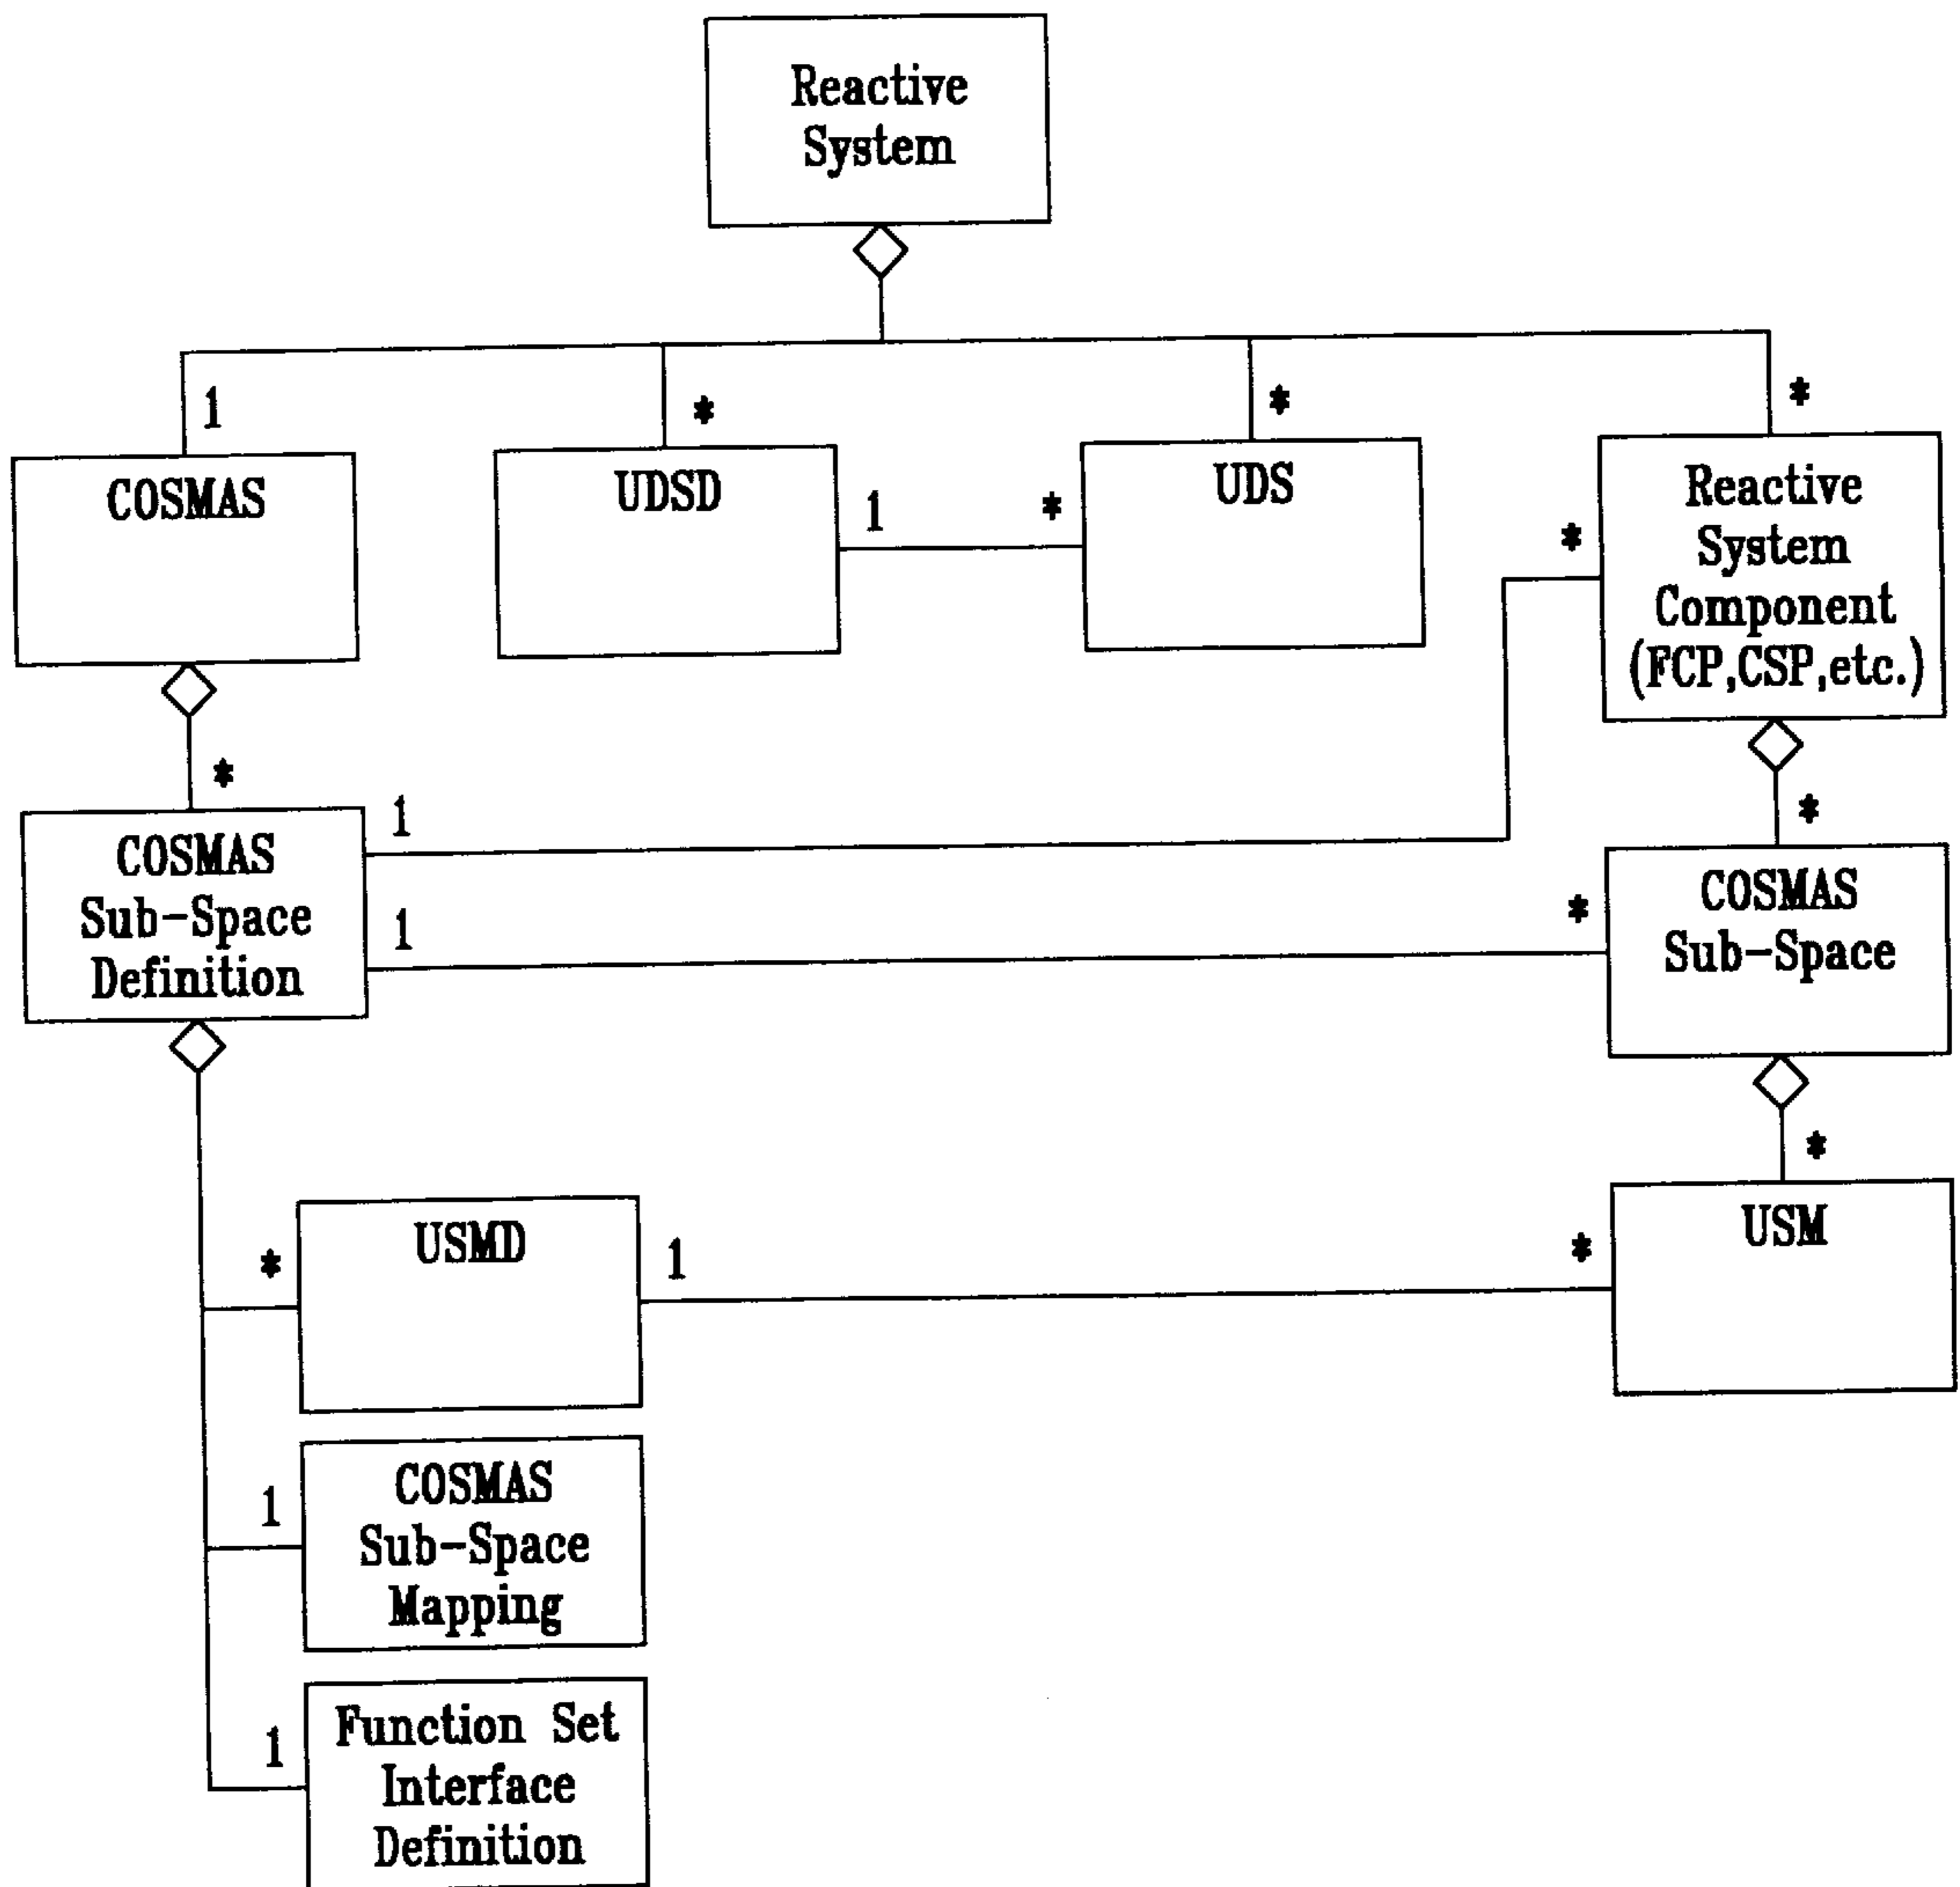 Reactive
System
1
*
*
*
COSMAS
UDSD
1
*
UDS
*
Reactive
System
Component
(FCP,CSP,etc.)
*
*
COSMAS
Sub-Space
Definition
1
1
*
COSMAS
Sub-Space
*
*
USMD
1
*
USM
1
COSMAS
Sub-Space
Mapping
1
Function Set
Interface
Definition